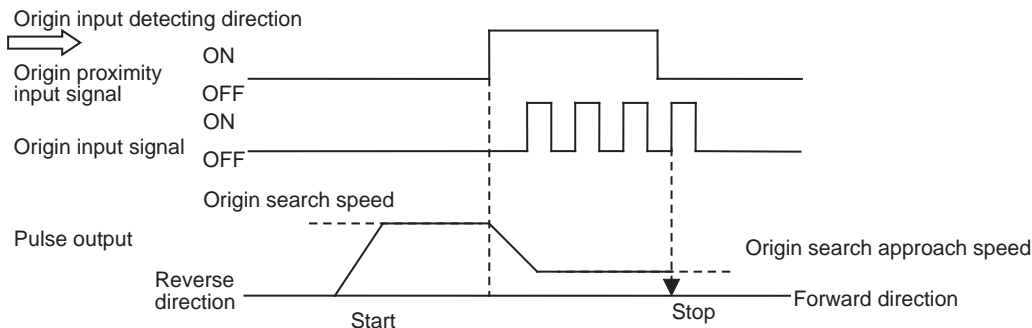 Origin input detecting direction
ON
Origin proximity
input signal
OFF
ON
Origin input signal
OFF
Origin search speed
Pulse output
Origin search approach speed
Reverse
direction
Forward direction
Start
Stop